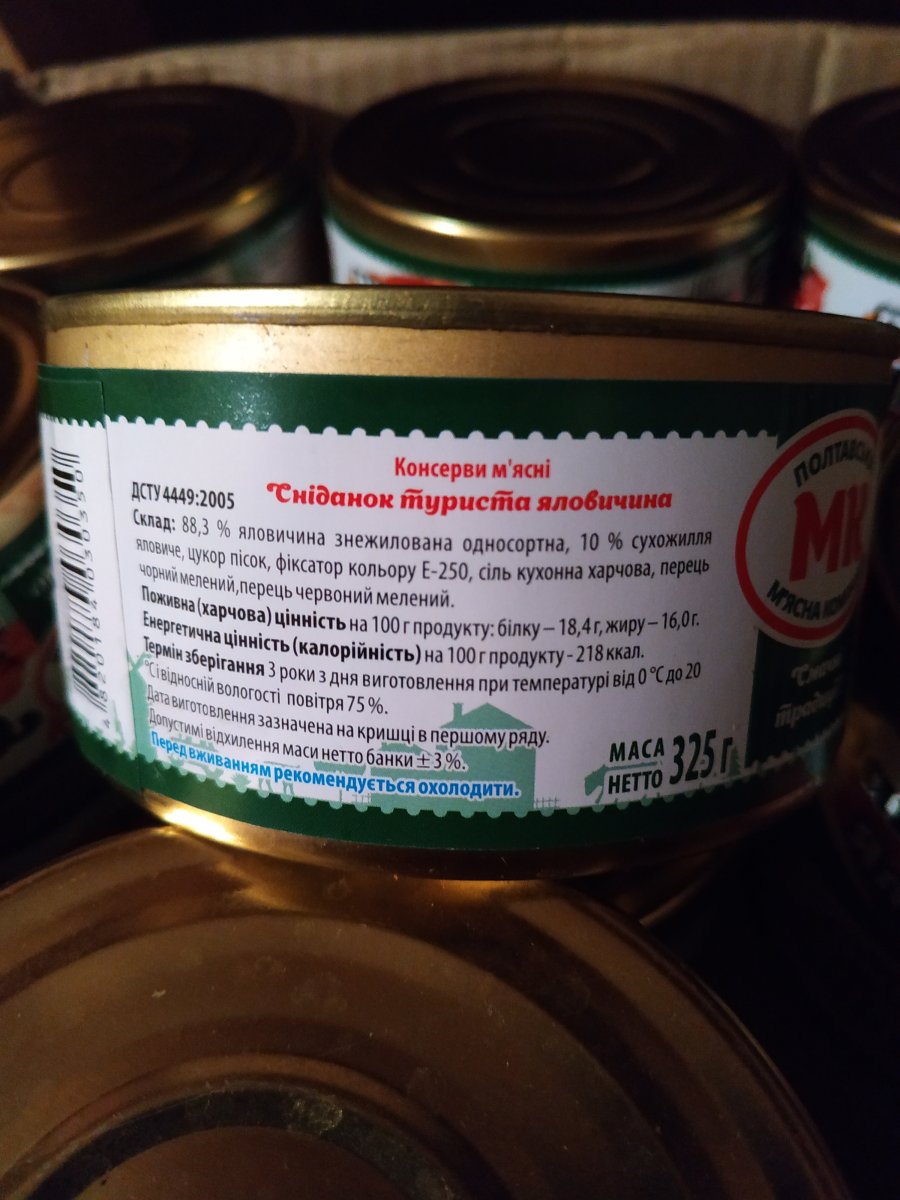 Консерви м'ясні
ДСТУ 4449:2005 Сніданок туриста яловичина
Склад: 88,3 % яловичина знежилована односортна, 10 % сухожилля
яловиче, цукор пісок, фіксатор кольору Е-250, сіль кухонна харчова, перець
чорний мелений,перець червоний мелений.
Поживна (харчова) цінність на 100 г продукту: білку – 18,4 г, жиру – 16,0 г.
Енергетична цінність (калорійність) на 100 г продукту - 218 ккал.
Термін зберігання 3 роки з дня виготовлення при температурі від 0 °С до 20
°С і відносній вологості повітря 75 %.
Дата виготовлення зазначена на кришці в першому ряду.
Допустимі відхилення маси нетто банки ± 3 %.
Перед вживанням рекомендується охолодити.
МАСА
НЕТТО 325 г
МК
М'ЯСНА